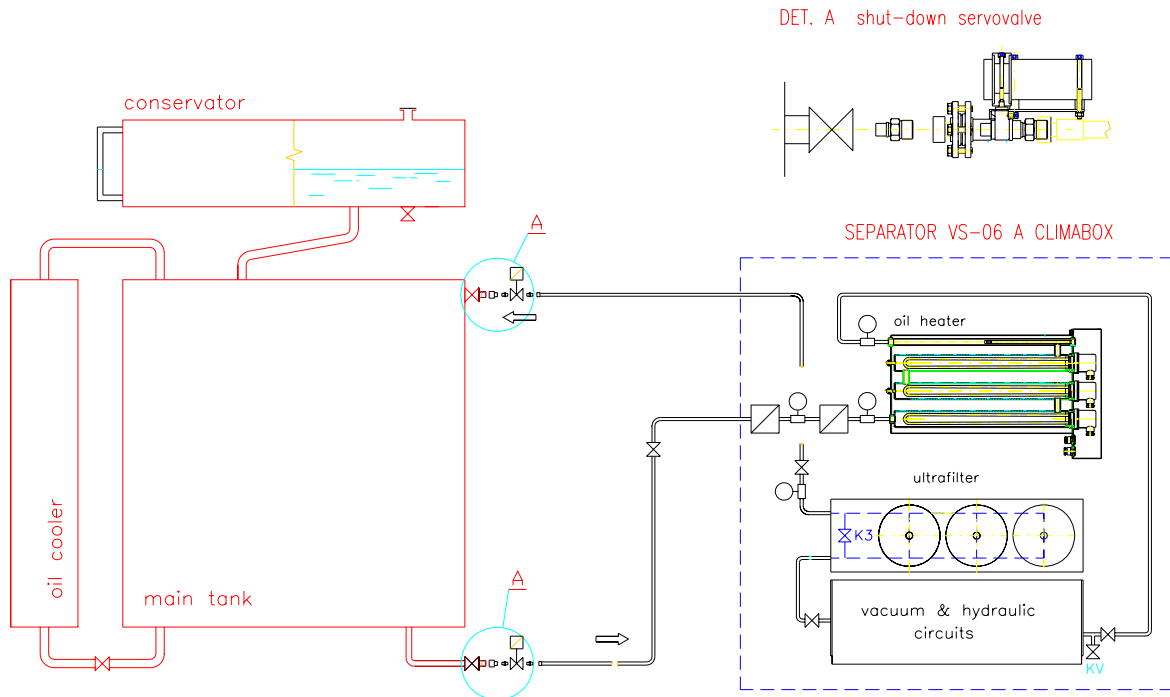 DET. A shut-down servovalve
conservator
A
SEPARATOR VS-06 A CLIMABOX
oil heater
ultrafilter
K3
oil cooler
main tank
A
vacuum & hydraulic
circuits
KV